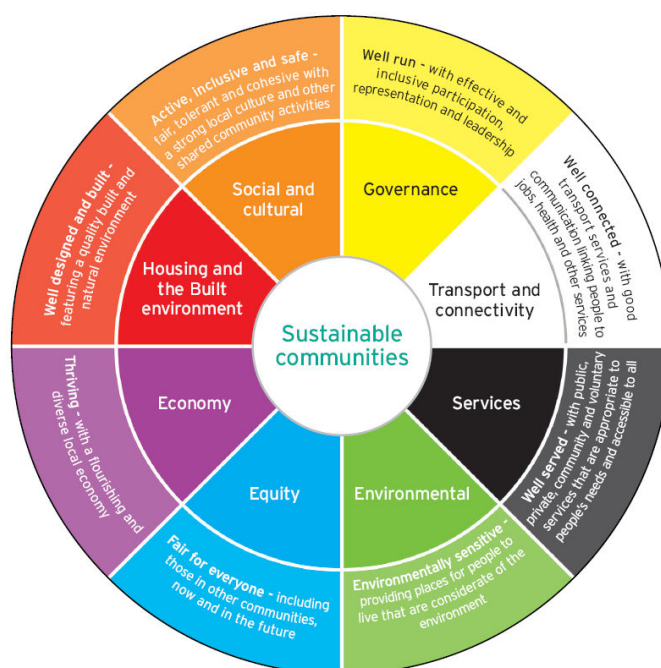 Sustainable
communities
Governance
Well run - with effective and
inclusive participation,
representation and leadership
Transport and
connectivity
Well connected - with good
transport services and
communication linking people to
jobs, health and other services
Services
Well served - with public,
private, community and voluntary
services that are appropriate to
people's needs and accessible to all
Environmental
Environmentally sensitive -
providing places for people to
live that are considerate of the
environment
Equity
Fair for everyone - including
those in other communities,
now and in the future
Economy
Thriving - with a flourishing and
diverse local economy
Housing and
the Built
environment
Well designed and built -
featuring a quality built and
natural environment
Social and
cultural
Active, inclusive and safe -
fair, tolerant and cohesive with
a strong local culture and other
shared community activities